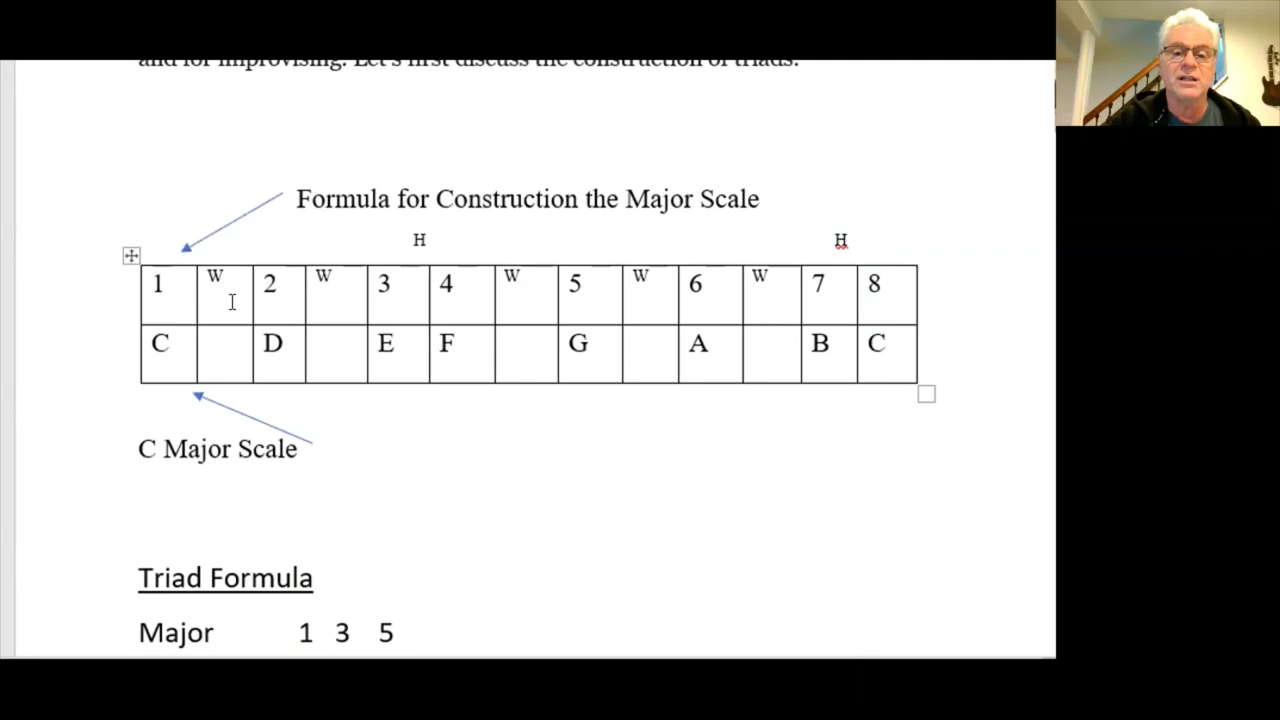 and for improvising. Let's first discuss the construction of triads.
Formula for Construction the Major Scale
H H
1 W 2 W 3 4 W 5 W 6 W 7 8
C D E F G A B C
C Major Scale
Triad Formula
Major 1 3 5